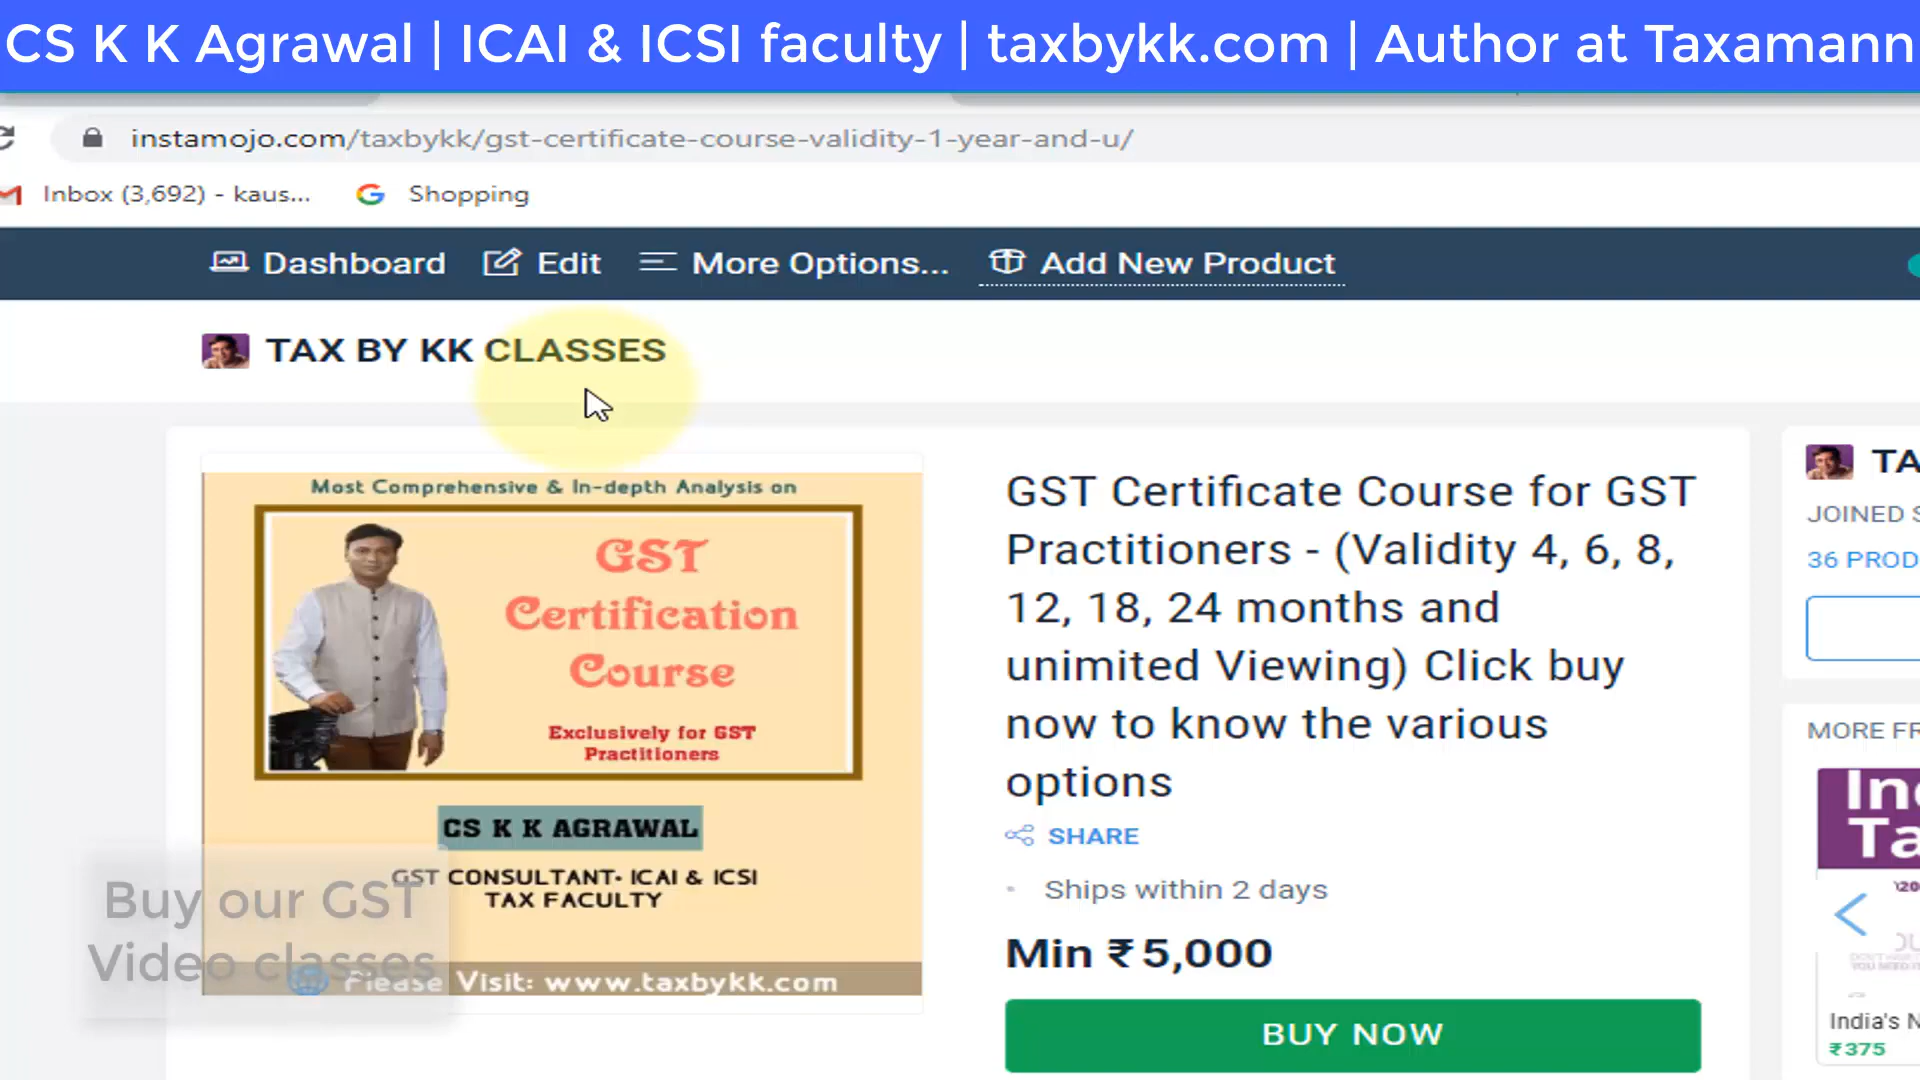 CS K K Agrawal | ICAI & ICSI faculty | taxbykk.com | Author at Taxamann
instamojo.com/taxbykk/gst-certificate-course-validity-1-year-and-u/
Inbox (3,692) - kaus...
Shopping
Dashboard
Edit
More Options...
Add New Product
TAX BY KK CLASSES
Most Comprehensive & In-depth Analysis on
GST
Certification
Course
Exclusively for GST
Practitioners
CS K K AGRAWAL
GST CONSULTANT• ICAI & ICSI
TAX FACULTY
Please Visit: www.taxbykk.com
Buy our GST
Video classes
GST Certificate Course for GST
Practitioners - (Validity 4, 6, 8,
12, 18, 24 months and
unimited Viewing) Click buy
now to know the various
options
SHARE
Ships within 2 days
Min ₹5,000
BUY NOW
TA
JOINED S
36 PROD
MORE FR
Ind
Ta
India's N
₹375